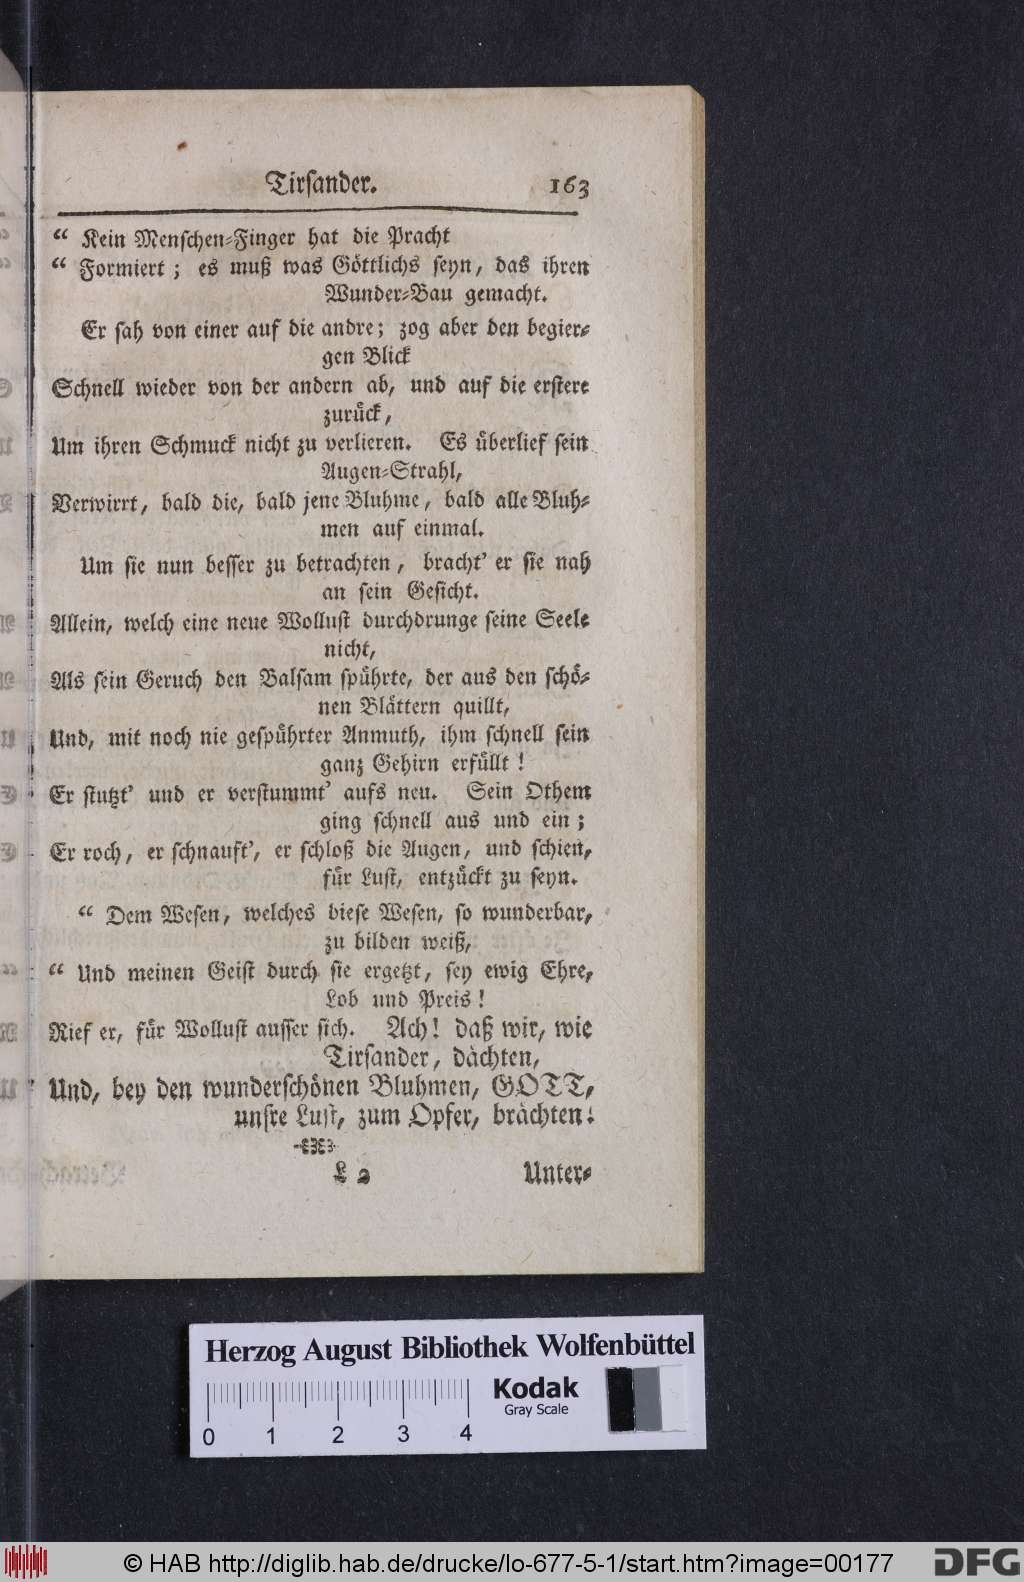 Tirsander. 163
“ Kein Menschen-Finger hat die Pracht
“ Formiert; es muß was Göttlichs seyn, das ihren
Wunder-Bau gemacht.
Er sah von einer auf die andre; zog aber den begier-
gen Blick
Schnell wieder von der andern ab, und auf die erstere
zurück,
Um ihren Schmuck nicht zu verlieren. Es überlief sein
Augen-Strahl,
Verwirrt, bald die, bald jene Bluhme, bald alle Bluh-
men auf einmal.
Um sie nun besser zu betrachten, bracht’ er sie nah
an sein Gesicht.
Allein, welch eine neue Wollust durchdrunge seine Seele
nicht,
Als sein Geruch den Balsam spührte, der aus den schö-
nen Blättern quillt,
Und, mit noch nie gespührter Anmuth, ihm schnell sein
ganz Gehirn erfüllt!
Er stutzt’ und er verstummt’ aufs neu. Sein Othem
ging schnell aus und ein;
Er roch, er schnauft’, er schloß die Augen, und schien,
für Lust, entzückt zu seyn.
“ Dem Wesen, welches diese Wesen, so wunderbar,
zu bilden weiß,
“ Und meinen Geist durch sie ergetzt, sey ewig Ehre,
Lob und Preis!
Rief er, für Wollust ausser sich. Ach! daß wir, wie
Tirsander, dächten,
Und, bey den wunderschönen Bluhmen, GOTT,
unsre Lust, zum Opfer, brächten!
L 2 Unter-
Herzog August Bibliothek Wolfenbüttel
Kodak
Gray Scale
0 1 2 3 4
© HAB http://diglib.hab.de/drucke/lo-677-5-1/start.htm?image=00177
DFG